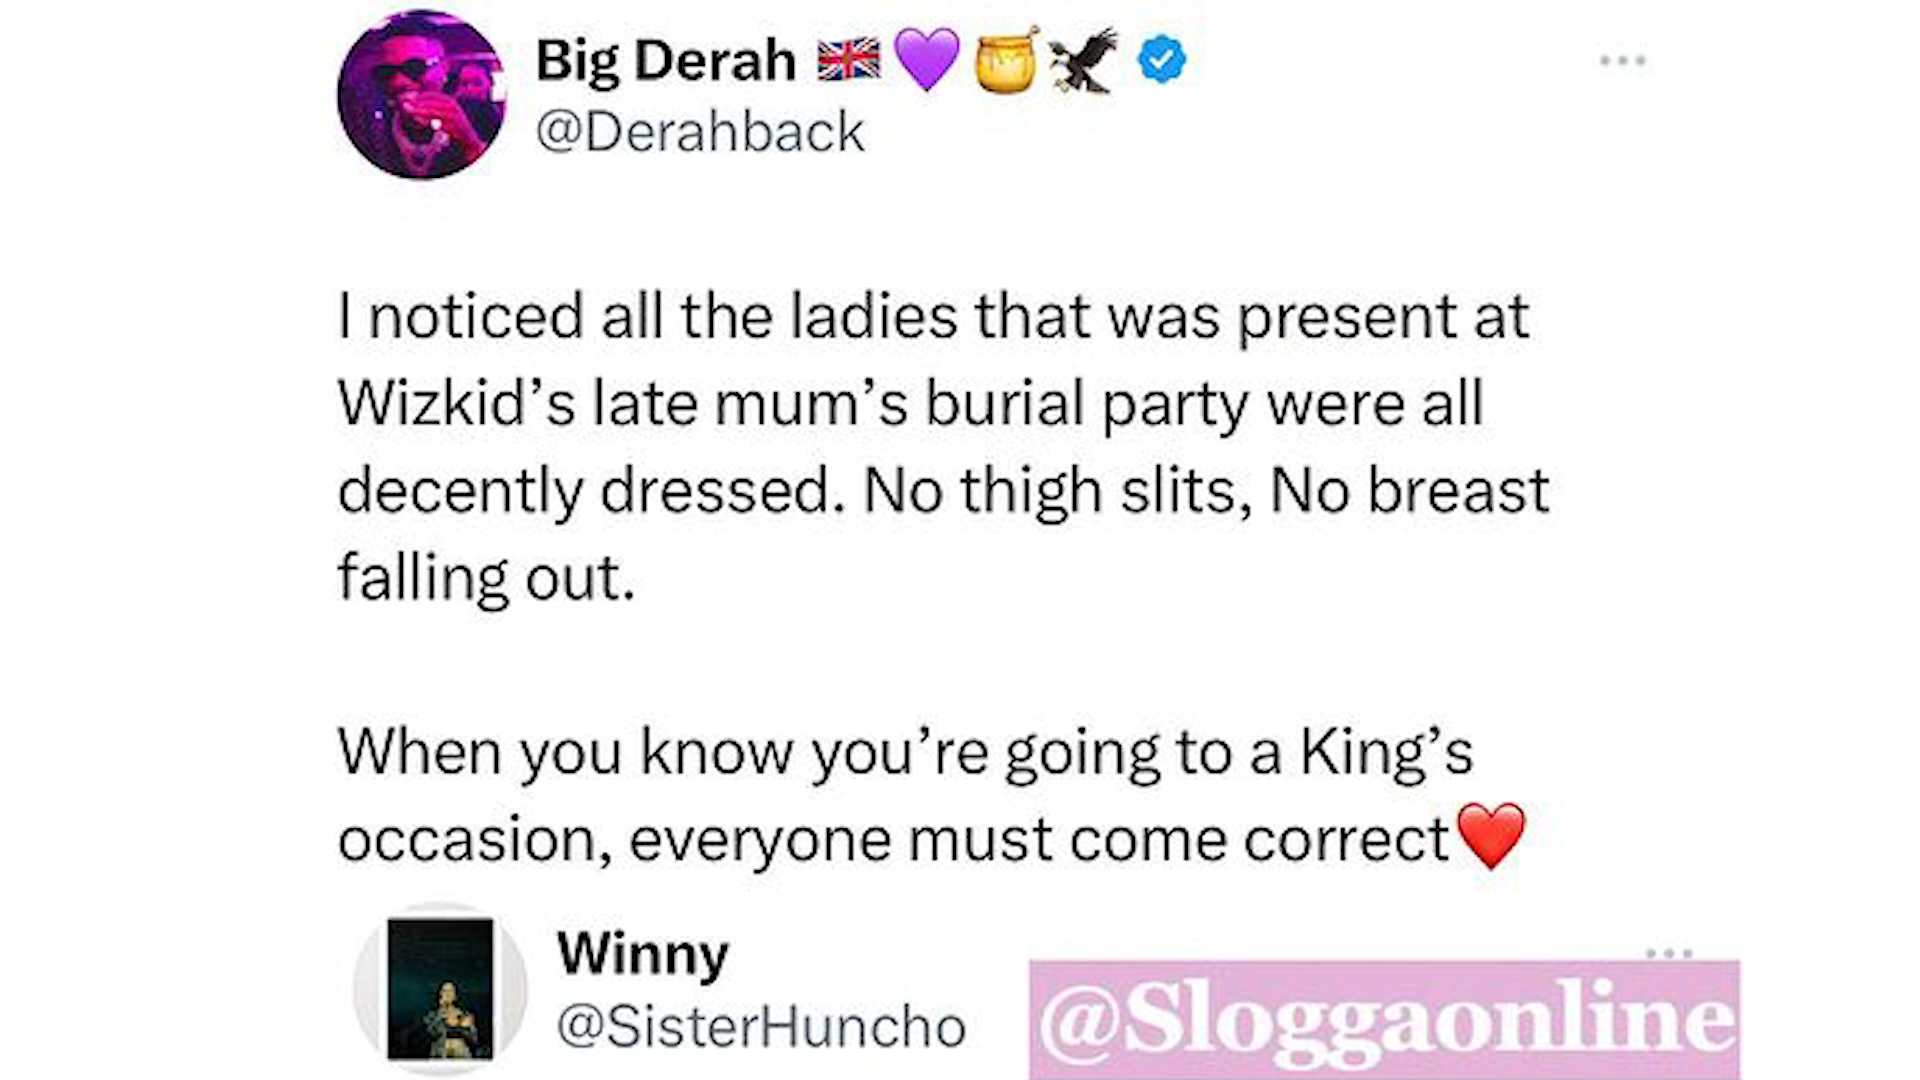 Big Derah 🇬🇧💜🍯🦅
@Derahback
I noticed all the ladies that was present at
Wizkid’s late mum’s burial party were all
decently dressed. No thigh slits, No breast
falling out.
When you know you’re going to a King’s
occasion, everyone must come correct❤️
Winny
@SisterHuncho
@Sloggaonline